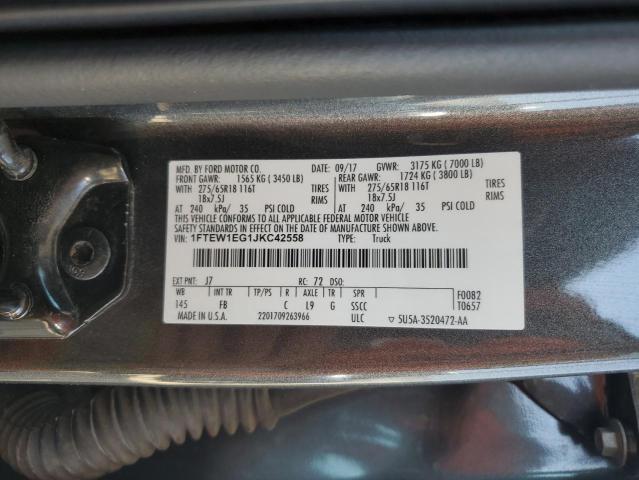 MFD. BY FORD MOTOR CO. DATE: 09/17 GVWR: 3175 KG ( 7000 LB)
FRONT GAWR: 1565 KG ( 3450 LB) REAR GAWR: 1724 KG ( 3800 LB)
WITH 275/65R18 116T TIRES WITH 275/65R18 116T TIRES
18x7.5J RIMS 18x7.5J RIMS
AT 240 kPa/ 35 PSI COLD AT 240 kPa/ 35 PSI COLD
THIS VEHICLE CONFORMS TO ALL APPLICABLE FEDERAL MOTOR VEHICLE
SAFETY STANDARDS IN EFFECT ON THE DATE OF MANUFACTURE SHOWN ABOVE.
VIN: 1FTEW1EG1JKC42558 TYPE: Truck
EXT PNT: J7 RC: 72 DSO:
WB INT TR TP/PS R AXLE TR SPR F0082
145 FB C L9 G SSCC T0657
MADE IN U.S.A. 2201709263966 ULC ▽ 5U5A-3520472-AA